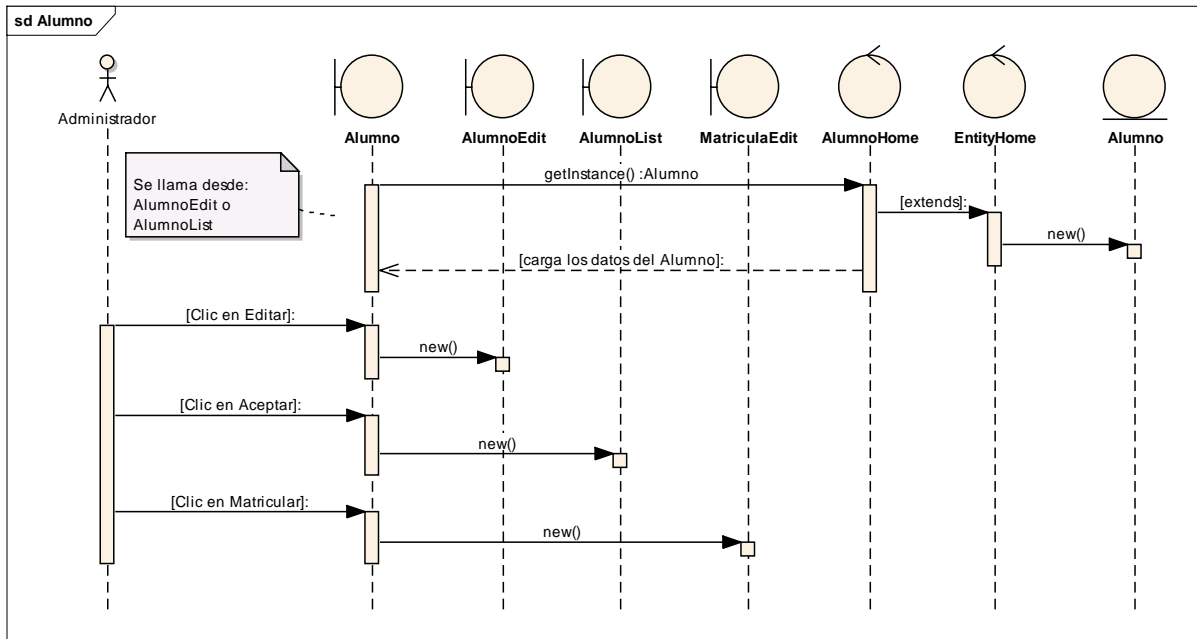 sd Alumno
Administrador
Alumno
AlumnoEdit
AlumnoList
MatriculaEdit
AlumnoHome
EntityHome
Alumno
Se llama desde:
AlumnoEdit o
AlumnoList
getInstance() :Alumno
[extends]:
new()
[carga los datos del Alumno]:
[Clic en Editar]:
new()
[Clic en Aceptar]:
new()
[Clic en Matricular]:
new()